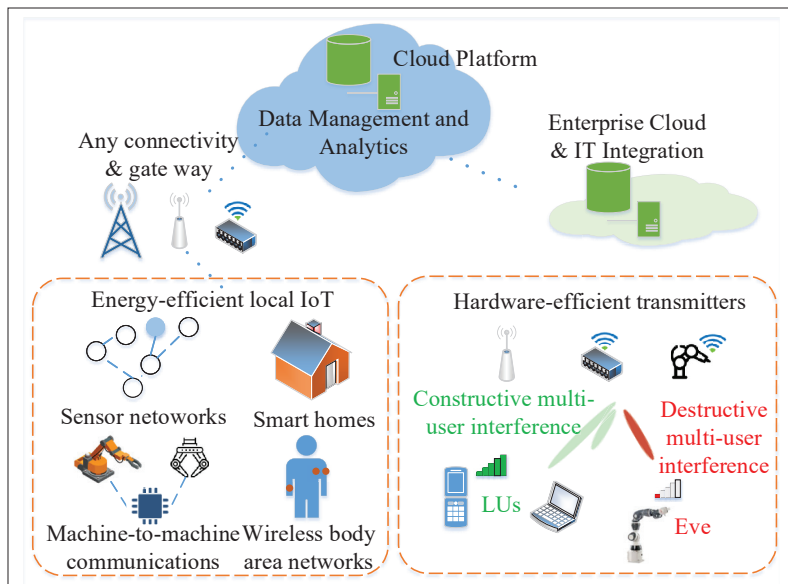 Cloud Platform
Data Management and
Analytics
Any connectivity
& gate way
Enterprise Cloud
& IT Integration
Energy-efficient local IoT
Sensor netoworks
Smart homes
Machine-to-machine
communications
Wireless body
area networks
Hardware-efficient transmitters
Constructive multi-
user interference
Destructive
multi-user
interference
LUs
Eve